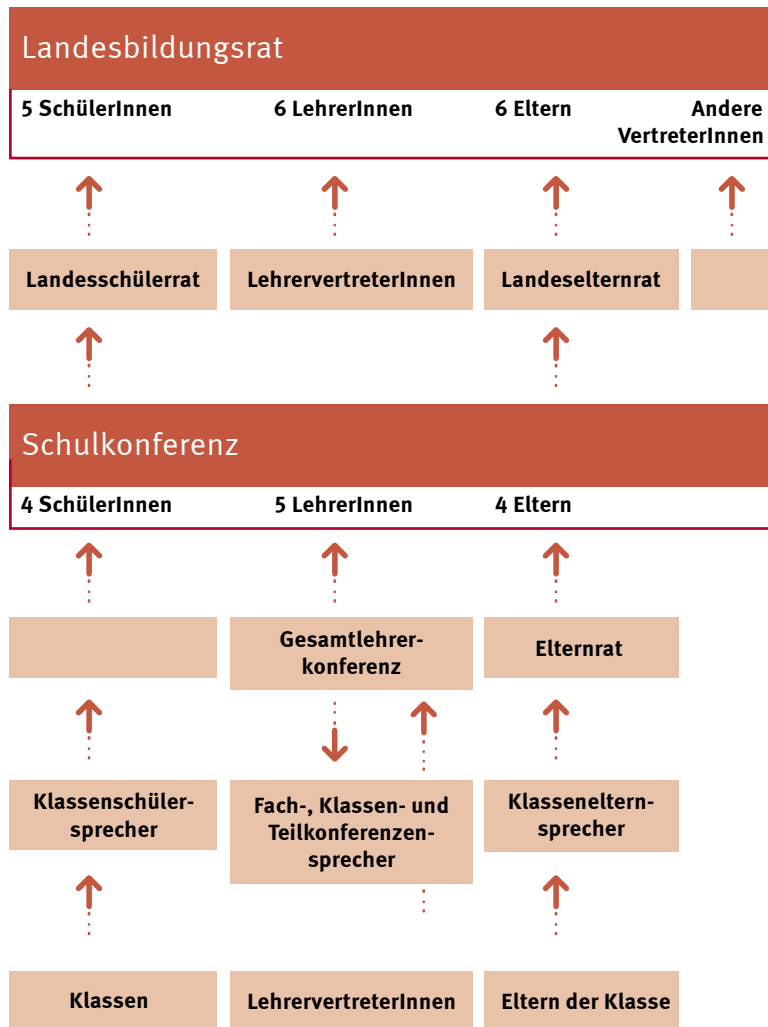 Landesbildungsrat
5 SchülerInnen
6 LehrerInnen
6 Eltern
Andere
VertreterInnen
Landesschülerrat
LehrervertreterInnen
Landeselternrat
Schulkonferenz
4 SchülerInnen
5 LehrerInnen
4 Eltern
Gesamtlehrer-
konferenz
Elternrat
Klassenschüler-
sprecher
Fach-, Klassen- und
Teilkonferenzen-
sprecher
Klasseneltern-
sprecher
Klassen
LehrervertreterInnen
Eltern der Klasse